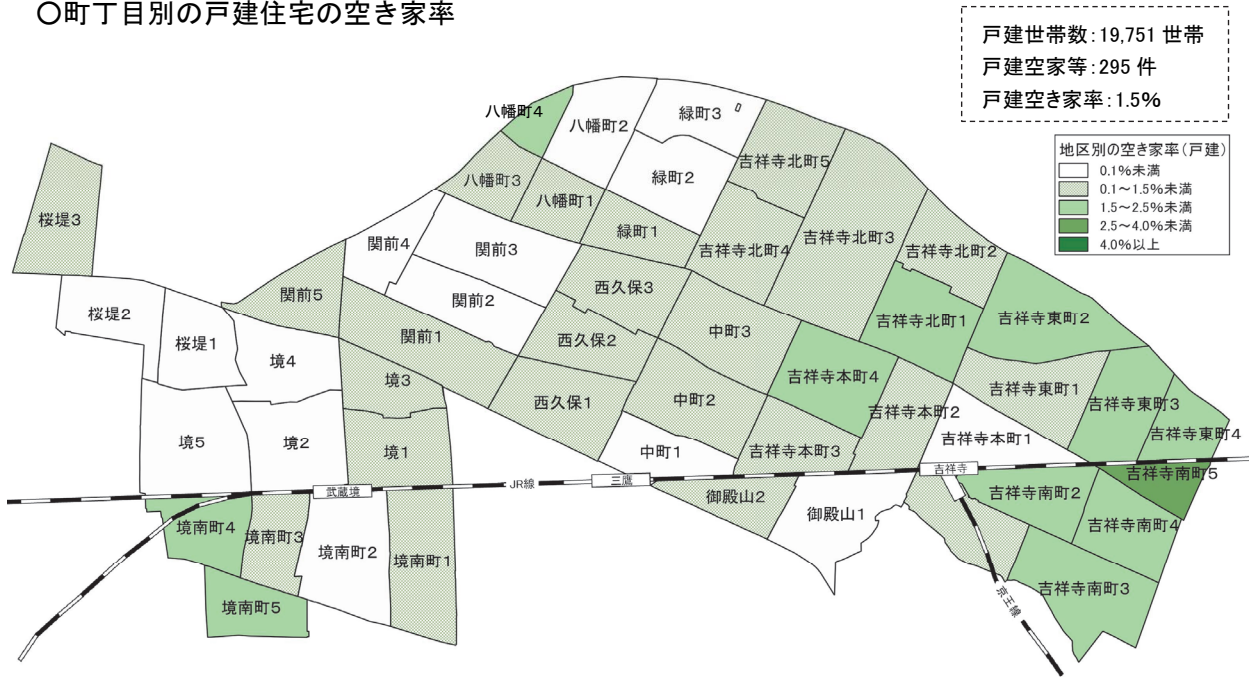 〇町丁目別の戸建住宅の空き家率
戸建世帯数：19,751 世帯
戸建空家等：295 件
戸建空き家率：1.5%
地区別の空き家率(戸建)
0.1%未満
0.1～1.5%未満
1.5～2.5%未満
2.5～4.0%未満
4.0%以上
八幡町4
八幡町2
緑町3
吉祥寺北町5
八幡町3
八幡町1
緑町2
桜堤3
緑町1
吉祥寺北町4
吉祥寺北町3
吉祥寺北町2
関前4
関前3
関前5
関前2
西久保3
桜堤2
桜堤1
関前1
西久保2
中町3
吉祥寺北町1
吉祥寺東町2
境4
境3
吉祥寺本町4
吉祥寺東町1
西久保1
中町2
吉祥寺本町2
吉祥寺東町3
境5
境2
境1
中町1
吉祥寺本町3
吉祥寺本町1
吉祥寺東町4
武蔵境
JR線
三鷹
吉祥寺
吉祥寺南町5
御殿山2
御殿山1
吉祥寺南町2
吉祥寺南町4
境南町4
境南町3
境南町2
境南町1
吉祥寺南町3
境南町5
京王線